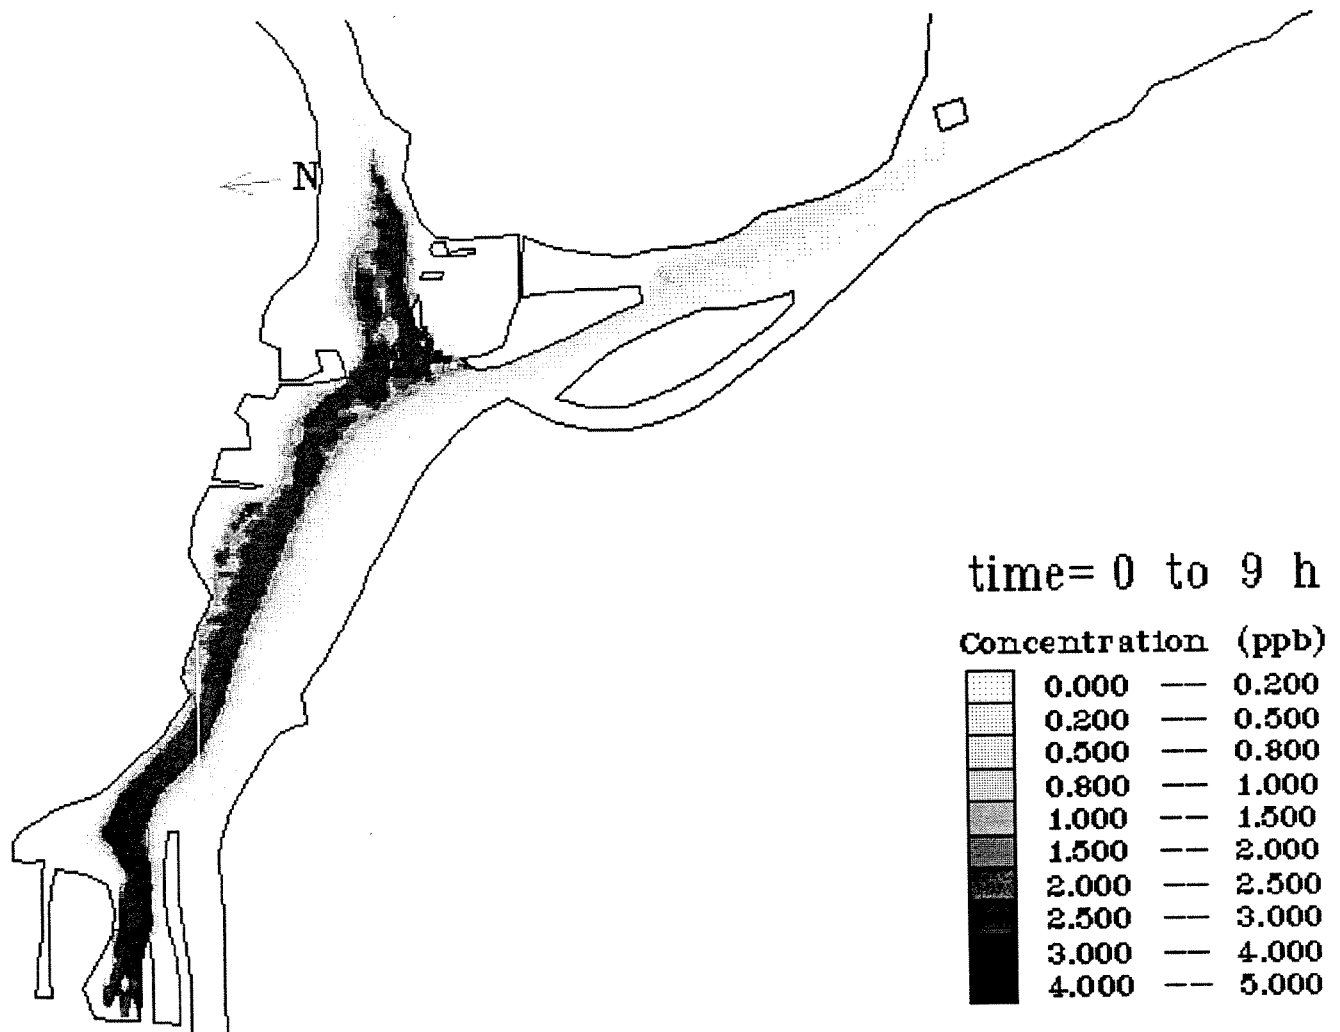 N
time= 0 to 9 h
Concentration (ppb)
0.000 — 0.200
0.200 — 0.500
0.500 — 0.800
0.800 — 1.000
1.000 — 1.500
1.500 — 2.000
2.000 — 2.500
2.500 — 3.000
3.000 — 4.000
4.000 — 5.000